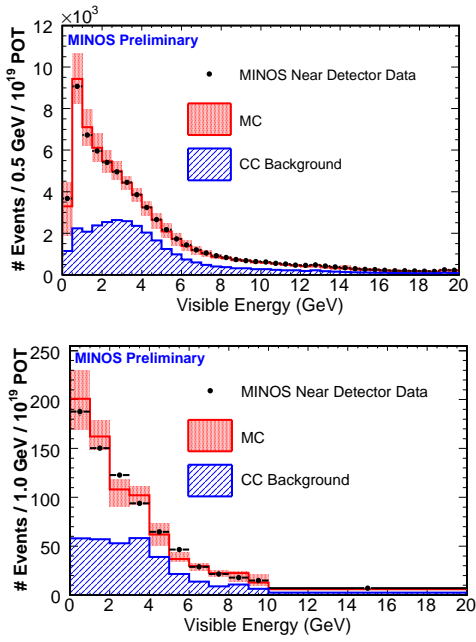 ×10³
MINOS Preliminary
MINOS Near Detector Data
MC
CC Background
# Events / 0.5 GeV / 10¹⁹ POT
12
10
8
6
4
2
0
0 2 4 6 8 10 12 14 16 18 20
Visible Energy (GeV)
MINOS Preliminary
MINOS Near Detector Data
MC
CC Background
# Events / 1.0 GeV / 10¹⁹ POT
250
200
150
100
50
0
0 2 4 6 8 10 12 14 16 18 20
Visible Energy (GeV)